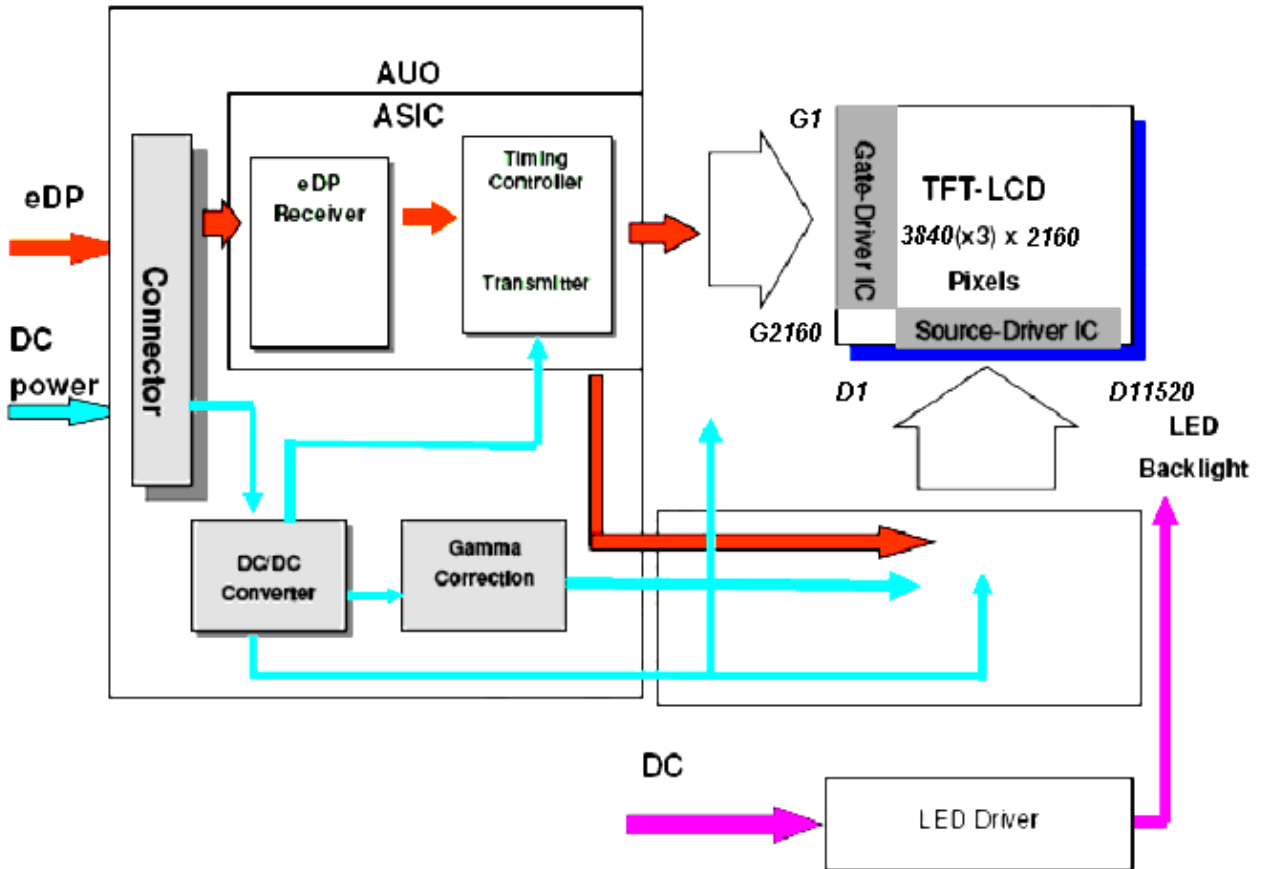 AUO
ASIC
eDP
Connector
eDP
Receiver
Timing
Controller
Transmitter
G1
Gate-Driver IC
TFT-LCD
3840(x3) x 2160
Pixels
Source-Driver IC
G2160
D1
D11520
DC
power
LED
Backlight
DC/DC
Converter
Gamma
Correction
DC
LED Driver